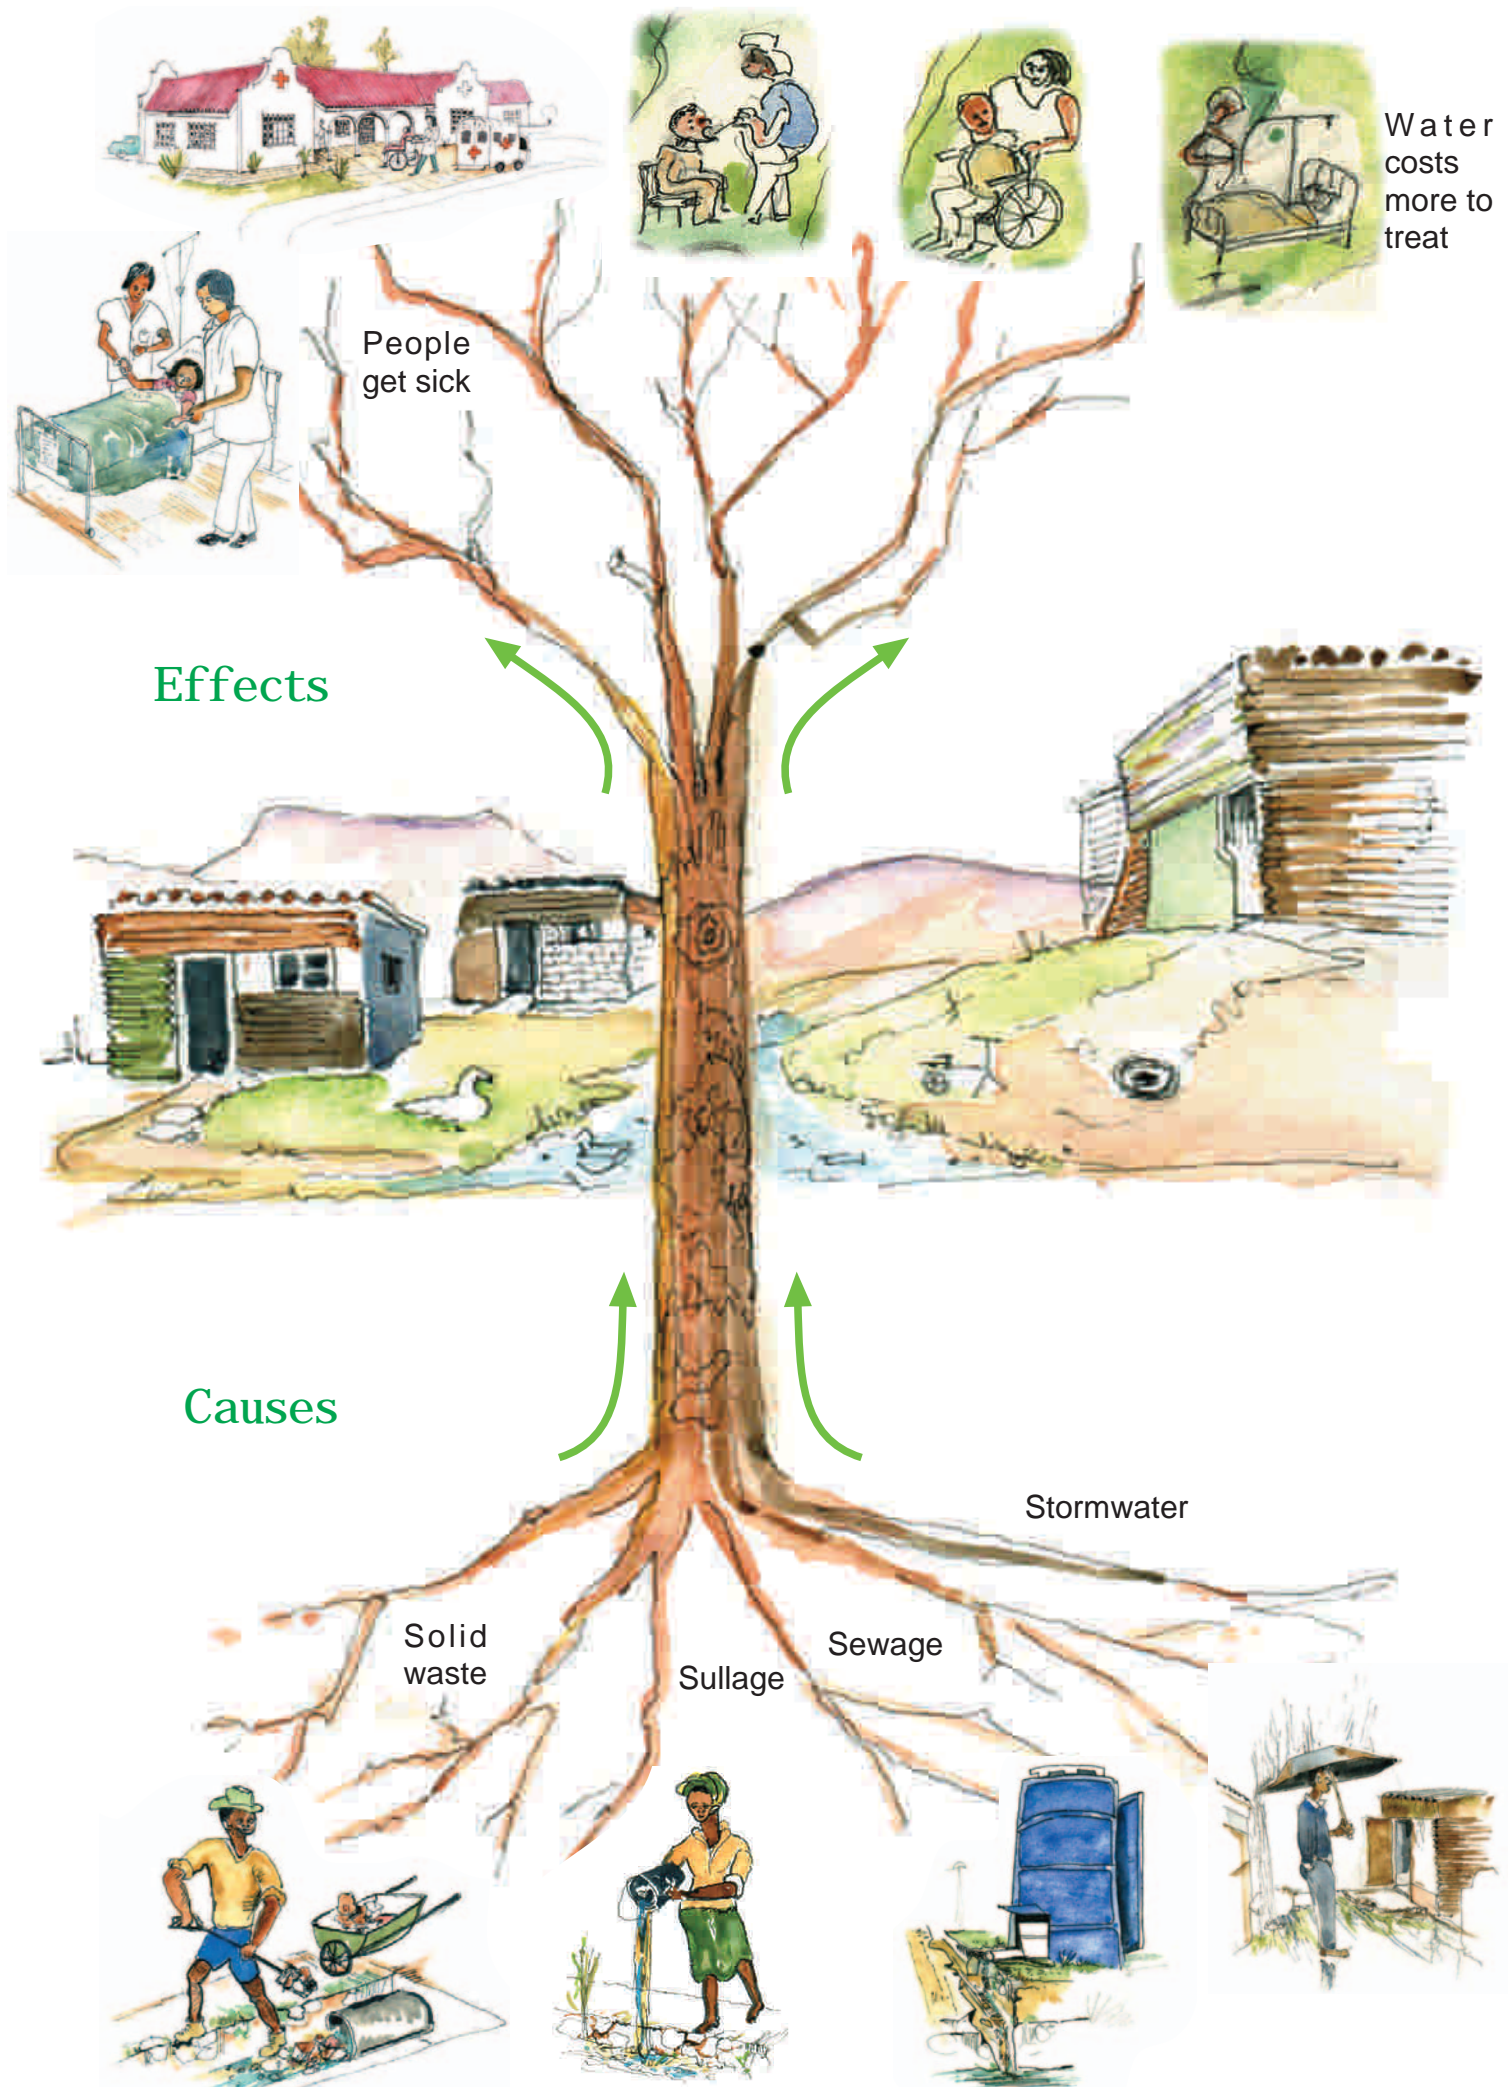 Water
costs
more to
treat
People
get sick
Effects
Causes
Stormwater
Solid
waste
Sewage
Sullage